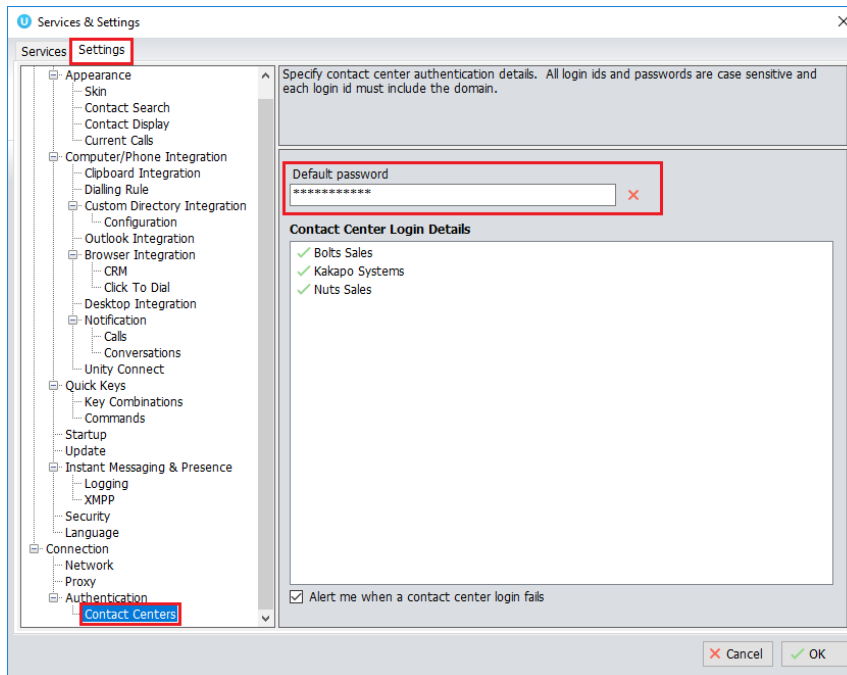 Services & Settings
Services Settings
Appearance
Skin
Contact Search
Contact Display
Current Calls
Computer/Phone Integration
Clipboard Integration
Dialling Rule
Custom Directory Integration
Configuration
Outlook Integration
Browser Integration
CRM
Click To Dial
Desktop Integration
Notification
Calls
Conversations
Unity Connect
Quick Keys
Key Combinations
Commands
Startup
Update
Instant Messaging & Presence
Logging
XMPP
Security
Language
Connection
Network
Proxy
Authentication
Contact Centers
Specify contact center authentication details. All login ids and passwords are case sensitive and
each login id must include the domain.
Default password
***********
Contact Center Login Details
Bolts Sales
Kakapo Systems
Nuts Sales
Alert me when a contact center login fails
Cancel OK